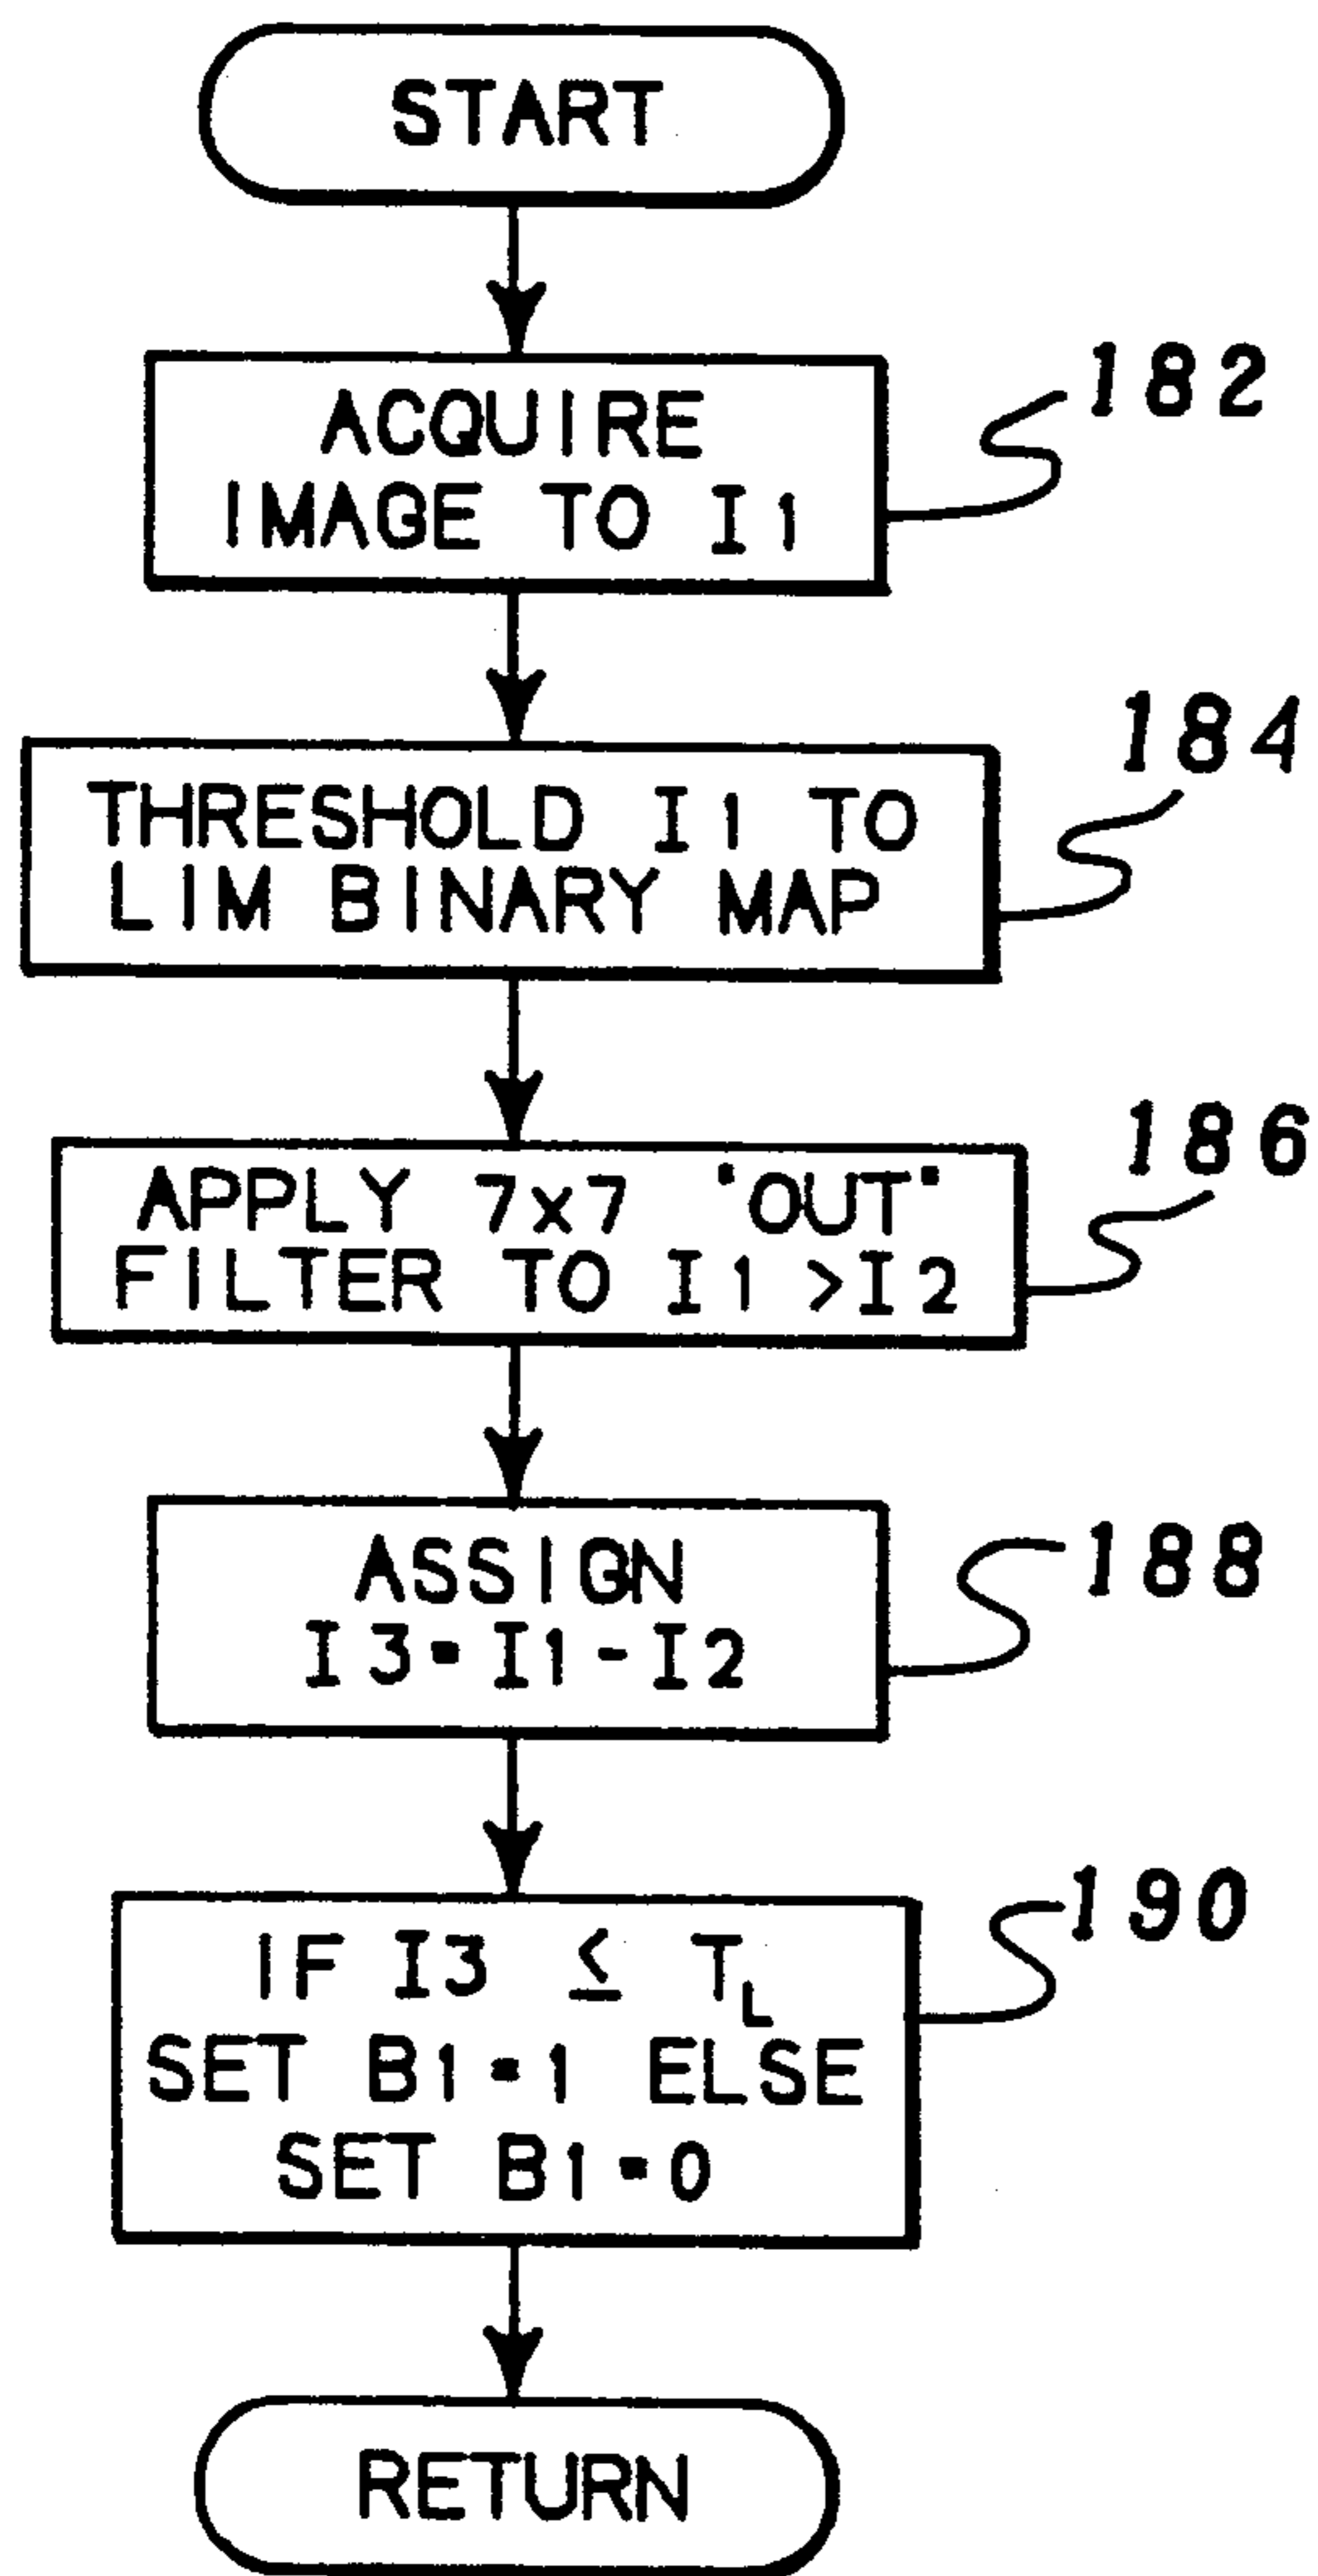 START
ACQUIRE
IMAGE TO I1
182
THRESHOLD I1 TO
LIM BINARY MAP
184
APPLY 7x7 "OUT"
FILTER TO I1 >I2
186
ASSIGN
I3=I1-I2
188
IF I3 ≤ TL
SET B1=1 ELSE
SET B1=0
190
RETURN